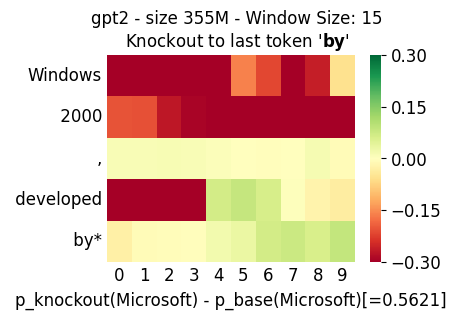 gpt2 - size 355M - Window Size: 15
Knockout to last token 'by'
Windows
2000
,
developed
by*
0 1 2 3 4 5 6 7 8 9
0.30
0.15
0.00
−0.15
−0.30
p_knockout(Microsoft) - p_base(Microsoft)[=0.5621]